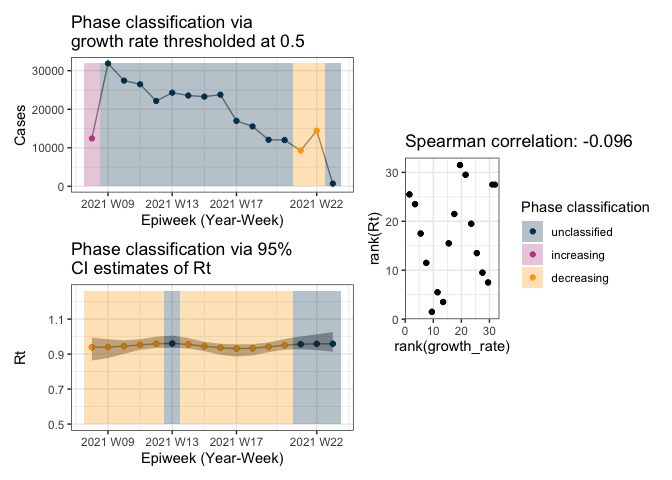 Phase classification via
growth rate thresholded at 0.5
30000
20000
10000
0
Cases
2021 W09
2021 W13
2021 W17
2021 W22
Epiweek (Year-Week)
Phase classification via 95%
CI estimates of Rt
1.1
0.9
0.7
0.5
Rt
2021 W09
2021 W13
2021 W17
2021 W22
Epiweek (Year-Week)
Spearman correlation: -0.096
30
20
10
0
rank(Rt)
0
10
20
30
rank(growth_rate)
Phase classification
unclassified
increasing
decreasing